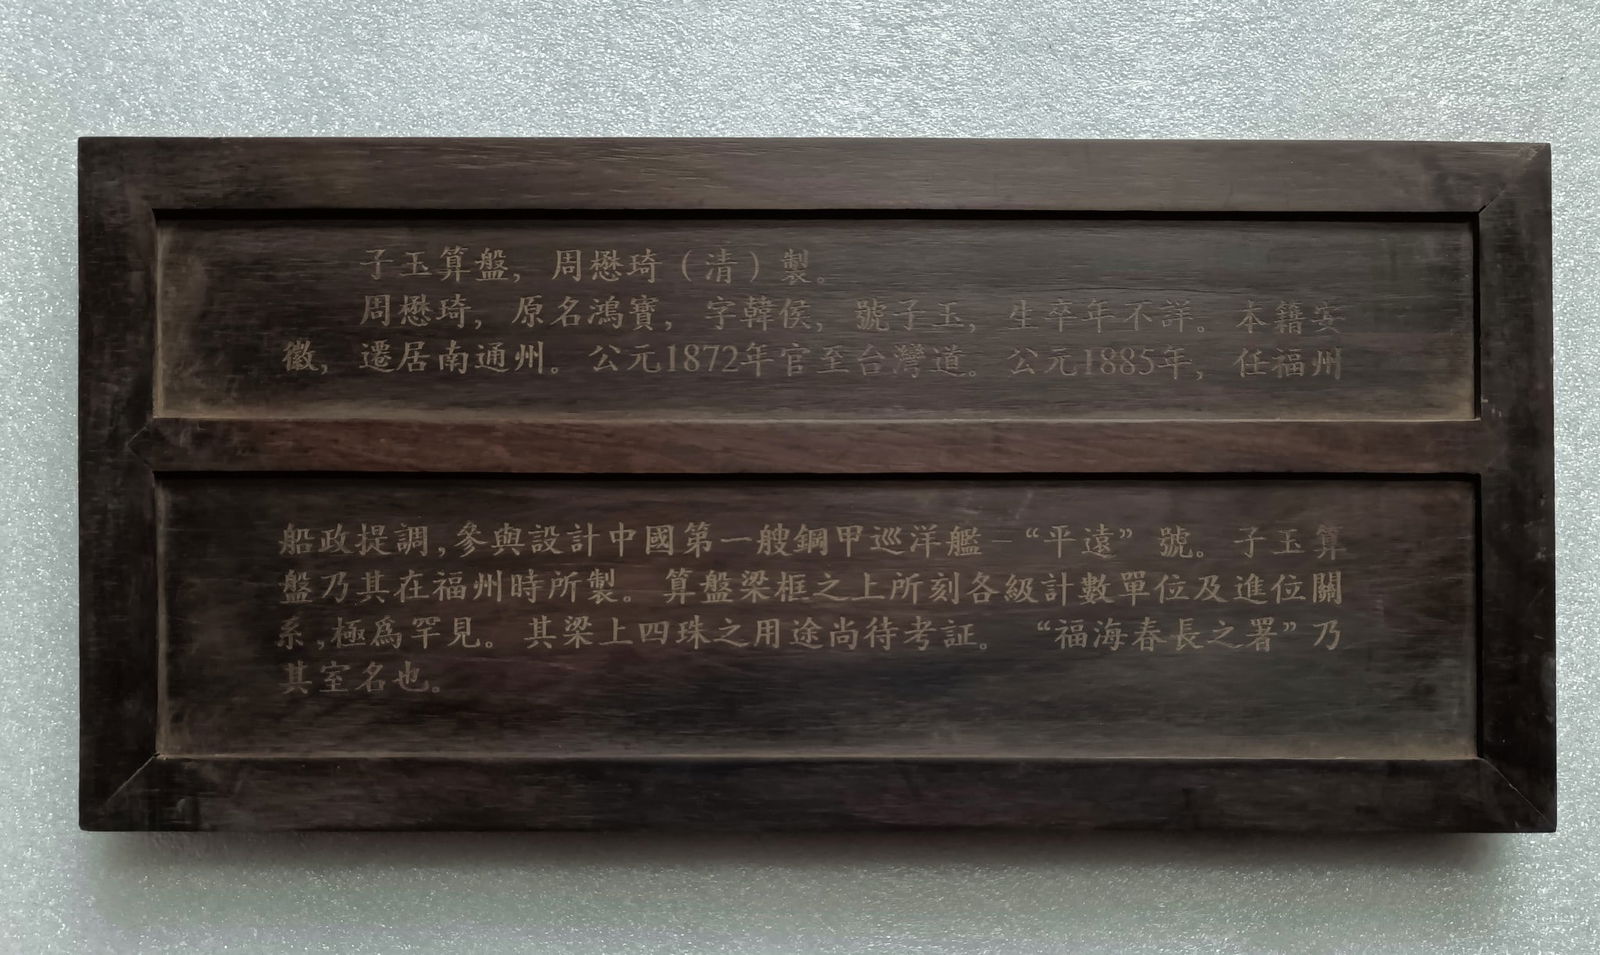 子玉算盤，周懋琦（清）製。
周懋琦，原名鴻寶，字韓侯，號子玉，生卒年不詳。本籍安
徽，遷居南通州。公元1872年官至台灣道。公元1885年，任福州
船政提調,參與設計中國第一艘鋼甲巡洋艦–“平遠”號。子玉算
盤乃其在福州時所製。算盤梁框之上所刻各級計數單位及進位關
系,極爲罕見。其梁上四珠之用途尚待考証。“福海春長之署”乃
其室名也。